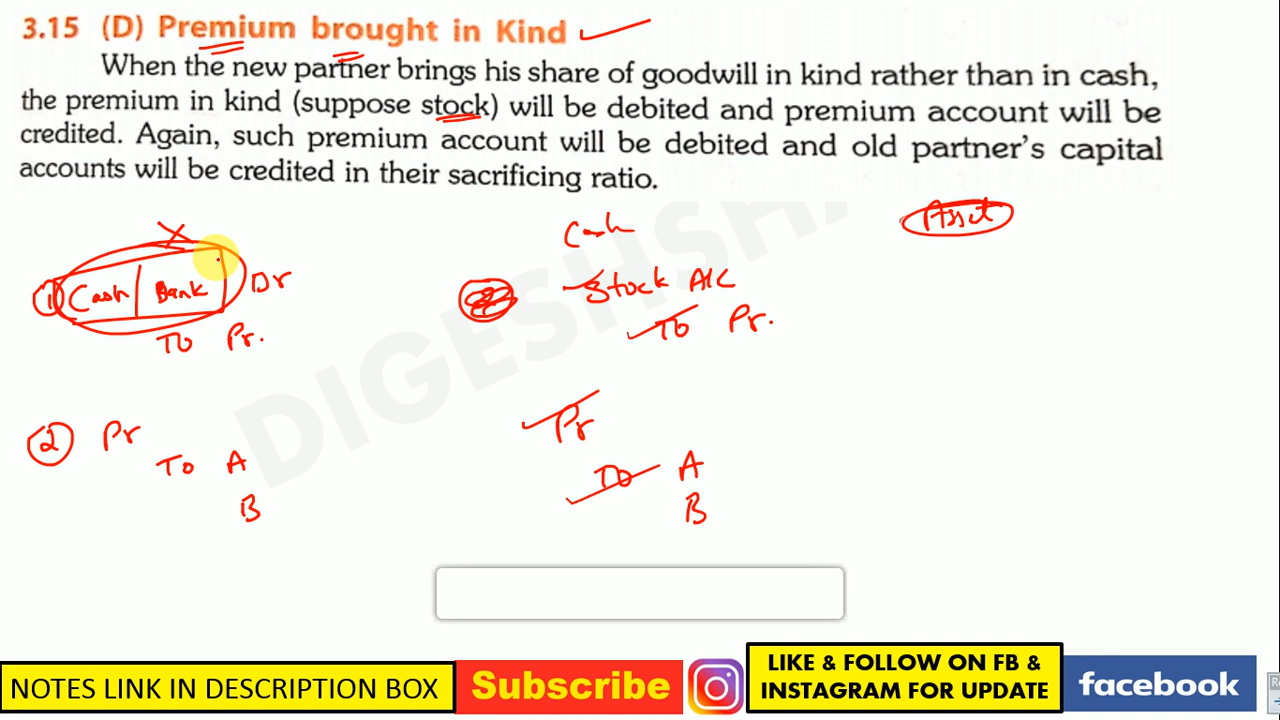 3.15 (D) Premium brought in Kind
When the new partner brings his share of goodwill in kind rather than in cash,
the premium in kind (suppose stock) will be debited and premium account will be
credited. Again, such premium account will be debited and old partner's capital
accounts will be credited in their sacrificing ratio.
Asset
Cash
① Cash Bank Dr
Stock A/C
To Pr.
To Pr.
② Pr
To A
B
Pr
To A
B
DIGESHSHA
NOTES LINK IN DESCRIPTION BOX
Subscribe
LIKE & FOLLOW ON FB &
INSTAGRAM FOR UPDATE
facebook